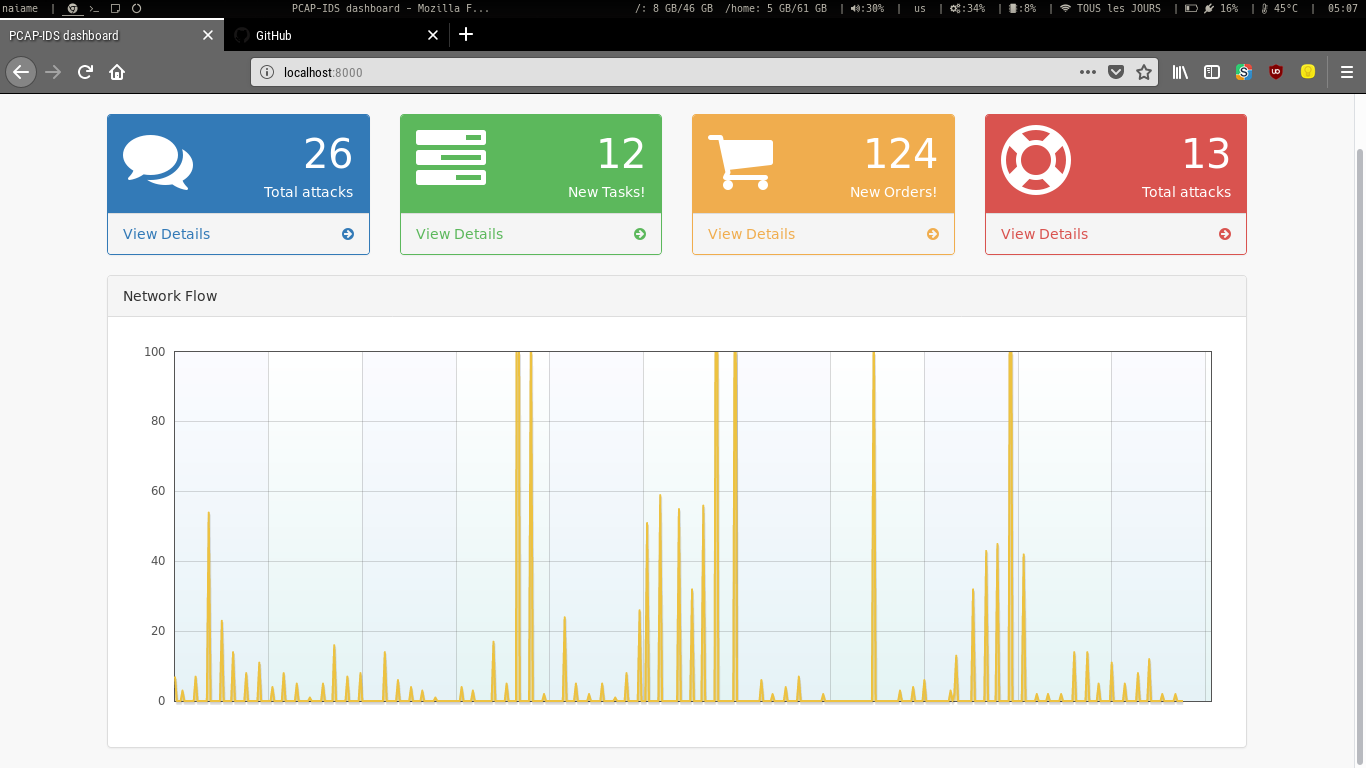 naiame | PCAP-IDS dashboard - Mozilla F... /: 8 GB/46 GB /home: 5 GB/61 GB | :30% | us | :34% | :8% | TOUS les JOURS | 16% | 45°C | 05:07
PCAP-IDS dashboard GitHub
localhost:8000
26
Total attacks
View Details
12
New Tasks!
View Details
124
New Orders!
View Details
13
Total attacks
View Details
Network Flow
100
80
60
40
20
0